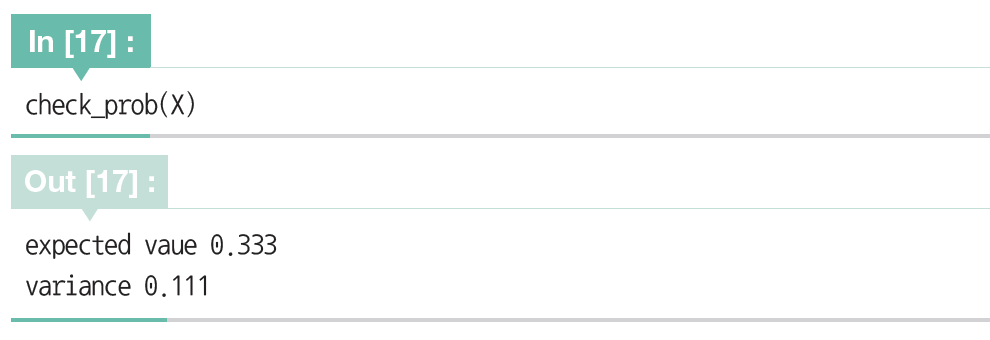 In [17] :
check_prob(X)
Out [17] :
expected vaue 0.333
variance 0.111